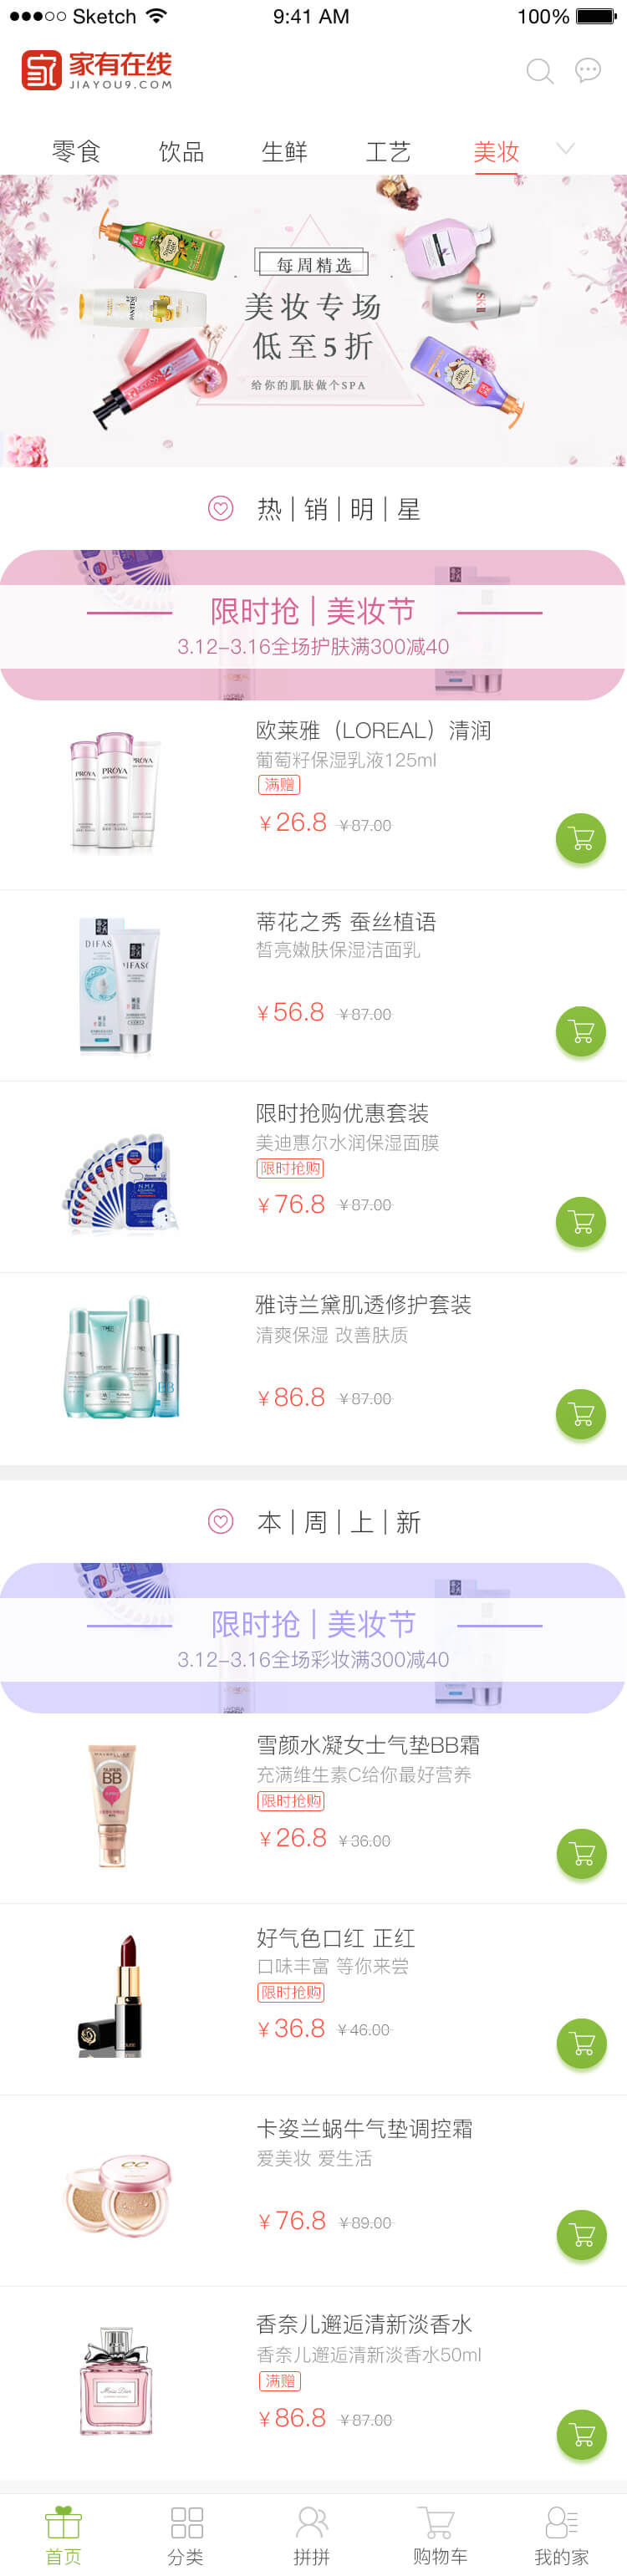 Sketch 9:41 AM 100%
家有在线
JIAYOU9.COM
零食 饮品 生鲜 工艺 美妆
每周精选
美妆专场
低至5折
给你的肌肤做个SPA
PANTENE
SK-II
热|销|明|星
限时抢|美妆节
3.12-3.16全场护肤满300减40
欧莱雅（LOREAL）清润
葡萄籽保湿乳液125ml
满赠
¥26.8 ¥87.00
PROYA PROYA PROYA
蒂花之秀 蚕丝植语
皙亮嫩肤保湿洁面乳
¥56.8 ¥87.00
DIFASO
DIFASO
限时抢购优惠套装
美迪惠尔水润保湿面膜
限时抢购
¥76.8 ¥87.00
N.M.F
雅诗兰黛肌透修护套装
清爽保湿 改善肤质
¥86.8 ¥87.00
BB
本|周|上|新
限时抢|美妆节
3.12-3.16全场彩妆满300减40
雪颜水凝女士气垫BB霜
充满维生素C给你最好营养
限时抢购
¥26.8 ¥36.00
MAYBELLINE
SUPER
BB
好气色口红 正红
口味丰富 等你来尝
限时抢购
¥36.8 ¥46.00
卡姿兰蜗牛气垫调控霜
爱美妆 爱生活
¥76.8 ¥89.00
CC
香奈儿邂逅清新淡香水
香奈儿邂逅清新淡香水50ml
满赠
¥86.8 ¥87.00
Miss Dior
首页 分类 拼拼 购物车 我的家